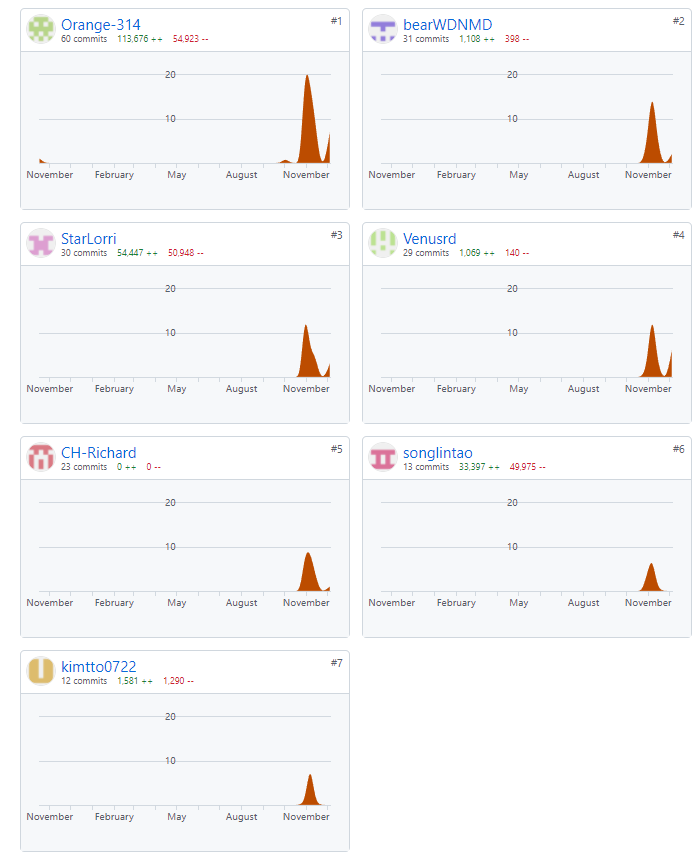 Orange-314 #1
60 commits 113,676 ++ 54,923 --
20
10
November February May August November
bearWDNMD #2
31 commits 1,108 ++ 398 --
20
10
November February May August November
StarLorri #3
30 commits 54,447 ++ 50,948 --
20
10
November February May August November
Venusrd #4
29 commits 1,069 ++ 140 --
20
10
November February May August November
CH-Richard #5
23 commits 0 ++ 0 --
20
10
November February May August November
songlintao #6
13 commits 33,397 ++ 49,975 --
20
10
November February May August November
kimtto0722 #7
12 commits 1,581 ++ 1,290 --
20
10
November February May August November